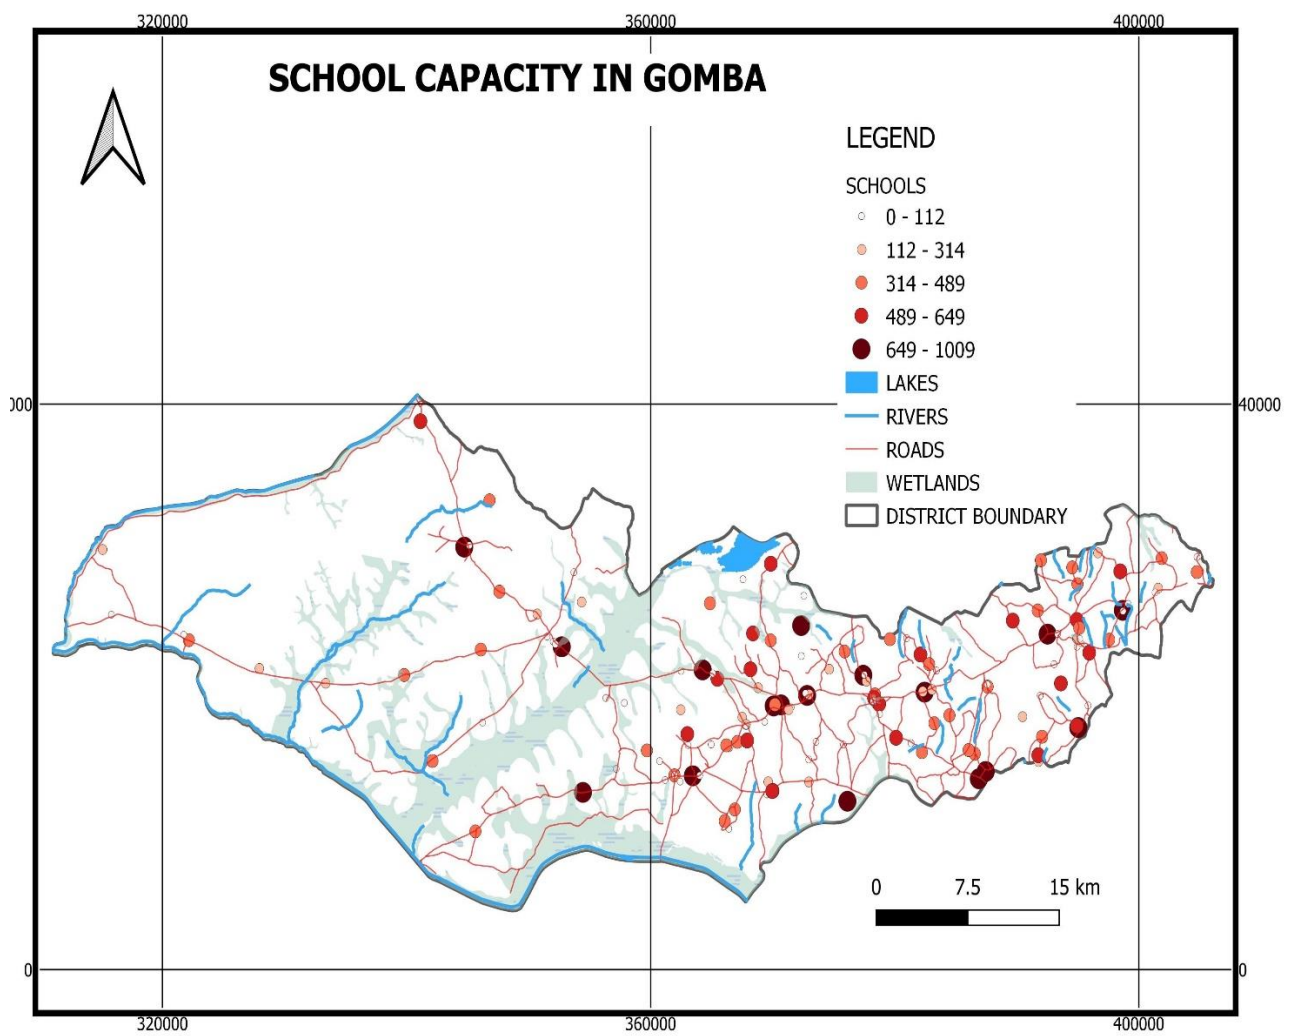 320000 360000 400000
SCHOOL CAPACITY IN GOMBA
LEGEND
SCHOOLS
0 - 112
112 - 314
314 - 489
489 - 649
649 - 1009
LAKES
RIVERS
ROADS
WETLANDS
DISTRICT BOUNDARY
000 40000
0 7.5 15 km
0 0
320000 360000 400000